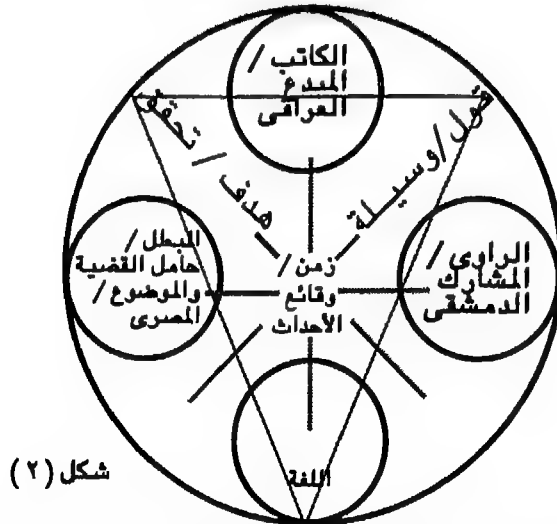 الكاتب /
المبدع
العراقى
قول / وسيلة
هدف / تحقق
الراوى /
المشارك
الدمشقى
زمن /
وقائع
الأحداث
المبطل /
حامل القضية
والموضوع /
المصرى
اللغة
شكل (٢)